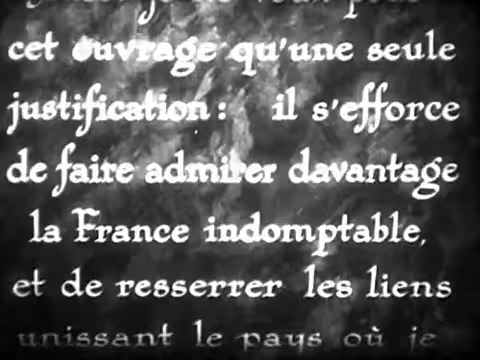 cet ouvrage qu'une seule
justification : il s'efforce
de faire admirer davantage
la France indomptable,
et de resserrer les liens
unissant le pays où je